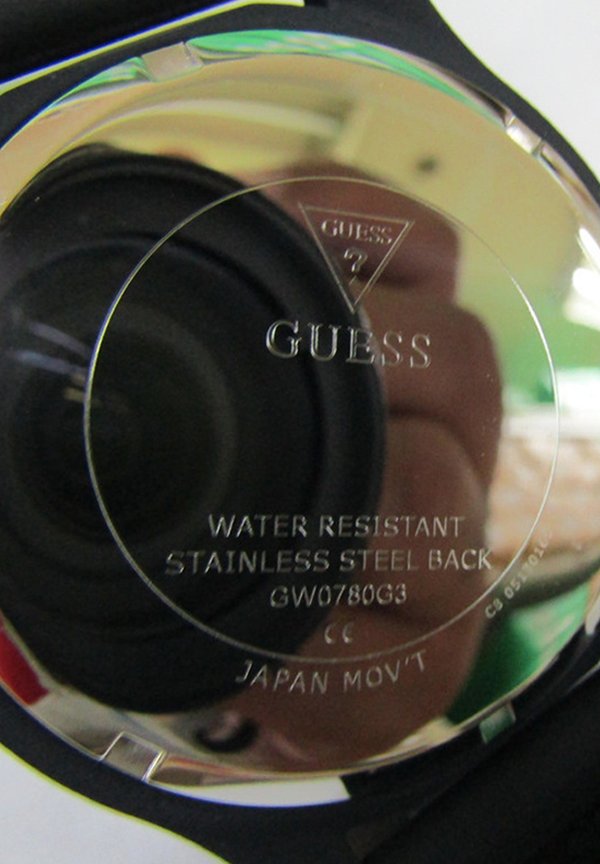 GUESS
?
GUESS
WATER RESISTANT
STAINLESS STEEL BACK
GW0780G3
CE
JAPAN MOV'T